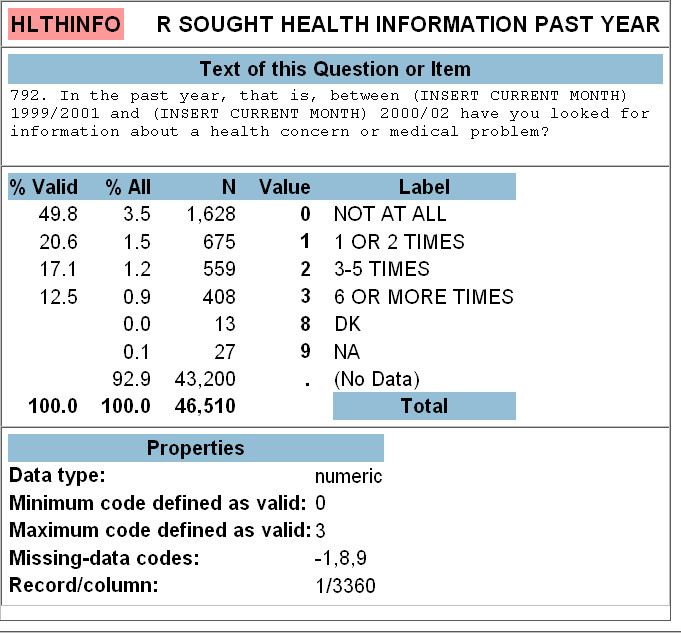 HLTHINFO R SOUGHT HEALTH INFORMATION PAST YEAR
Text of this Question or Item
792. In the past year, that is, between (INSERT CURRENT MONTH)
1999/2001 and (INSERT CURRENT MONTH) 2000/02 have you looked for
information about a health concern or medical problem?
% Valid % All N Value Label
49.8 3.5 1,628 0 NOT AT ALL
20.6 1.5 675 1 1 OR 2 TIMES
17.1 1.2 559 2 3-5 TIMES
12.5 0.9 408 3 6 OR MORE TIMES
0.0 13 8 DK
0.1 27 9 NA
92.9 43,200 . (No Data)
100.0 100.0 46,510 Total
Properties
Data type: numeric
Minimum code defined as valid: 0
Maximum code defined as valid: 3
Missing-data codes: -1,8,9
Record/column: 1/3360